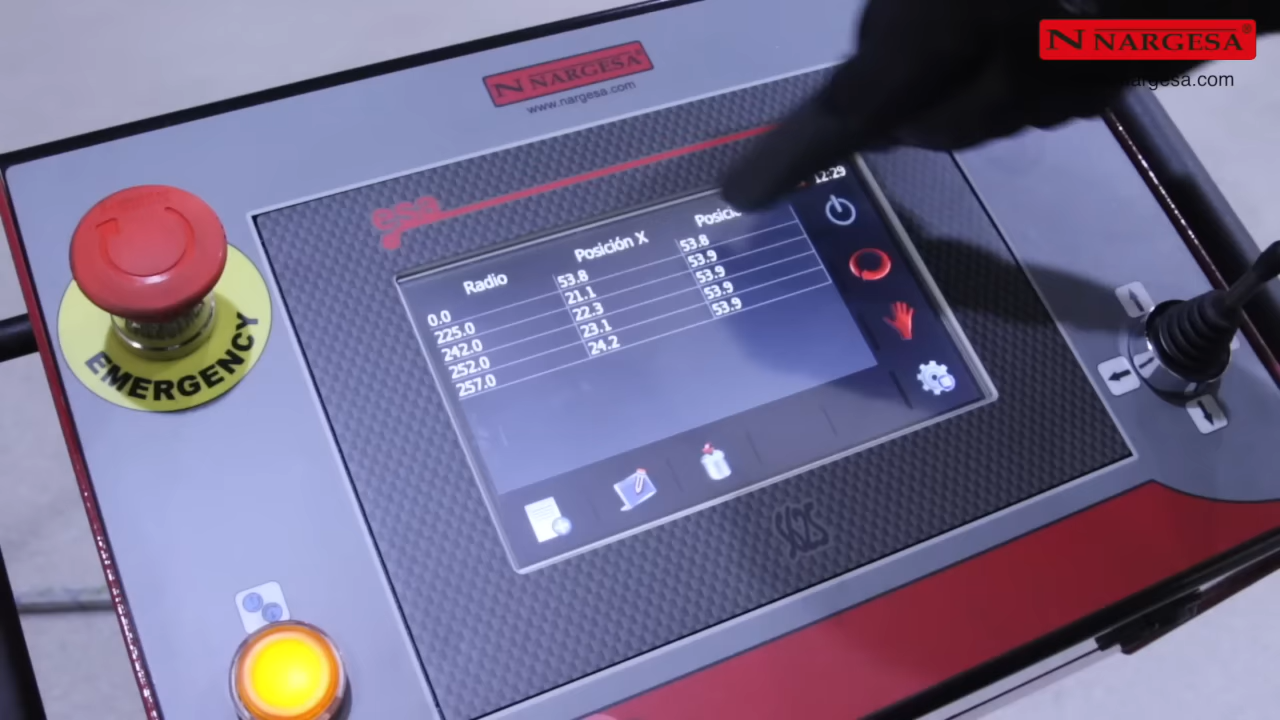 NARGESA
nargesa.com
NARGESA
www.nargesa.com
esa
12:29
Radio Posición X
0.0 53.8 53.8
225.0 21.1 53.9
242.0 22.3 53.9
252.0 23.1 53.9
257.0 24.2 53.9
EMERGENCY